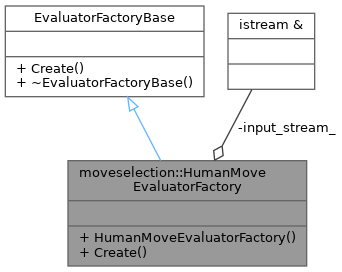 EvaluatorFactoryBase
+ Create()
+ ~EvaluatorFactoryBase()
istream &
-input_stream_
moveselection::HumanMove
EvaluatorFactory
+ HumanMoveEvaluatorFactory()
+ Create()